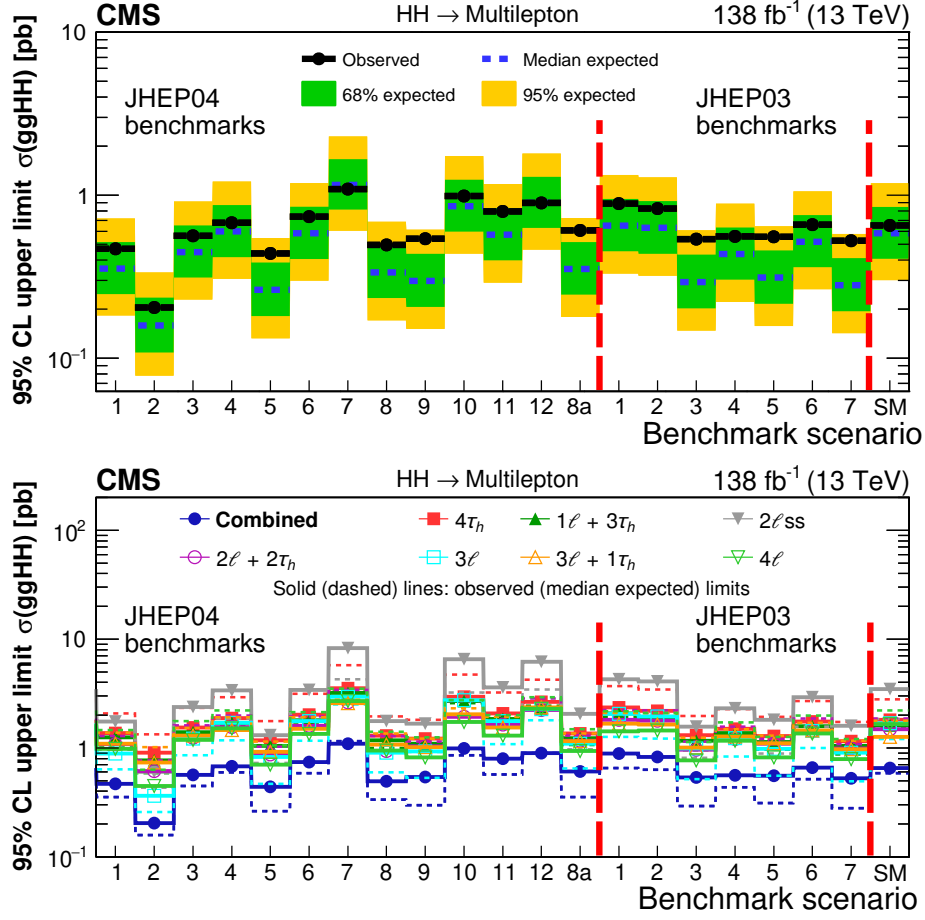 CMS HH → Multilepton 138 fb⁻¹ (13 TeV)
95% CL upper limit σ(ggHH) [pb]
10
1
10⁻¹
Observed Median expected
68% expected 95% expected
JHEP04 benchmarks
JHEP03 benchmarks
1 2 3 4 5 6 7 8 9 10 11 12 8a 1 2 3 4 5 6 7 SM
Benchmark scenario
CMS HH → Multilepton 138 fb⁻¹ (13 TeV)
95% CL upper limit σ(ggHH) [pb]
10²
10
1
10⁻¹
Combined 4τₕ 1ℓ + 3τₕ 2ℓss
2ℓ + 2τₕ 3ℓ 3ℓ + 1τₕ 4ℓ
Solid (dashed) lines: observed (median expected) limits
JHEP04 benchmarks
JHEP03 benchmarks
1 2 3 4 5 6 7 8 9 10 11 12 8a 1 2 3 4 5 6 7 SM
Benchmark scenario